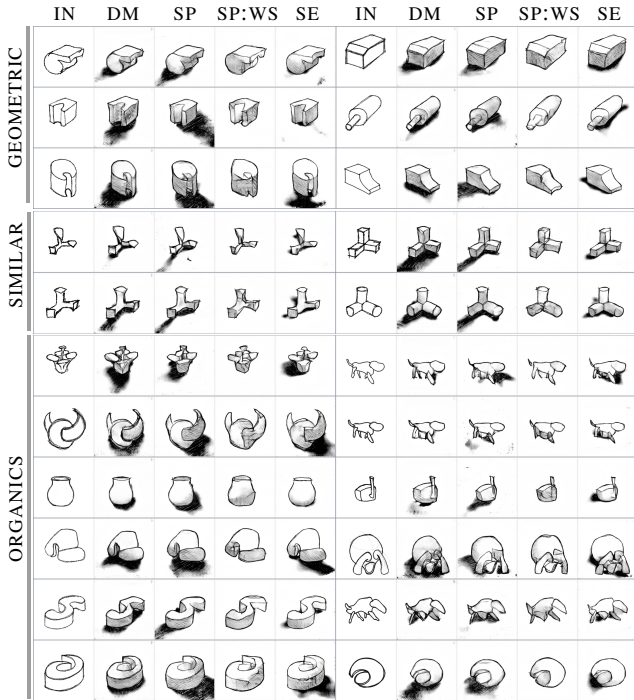 IN DM SP SP:WS SE IN DM SP SP:WS SE
GEOMETRIC
SIMILAR
ORGANICS